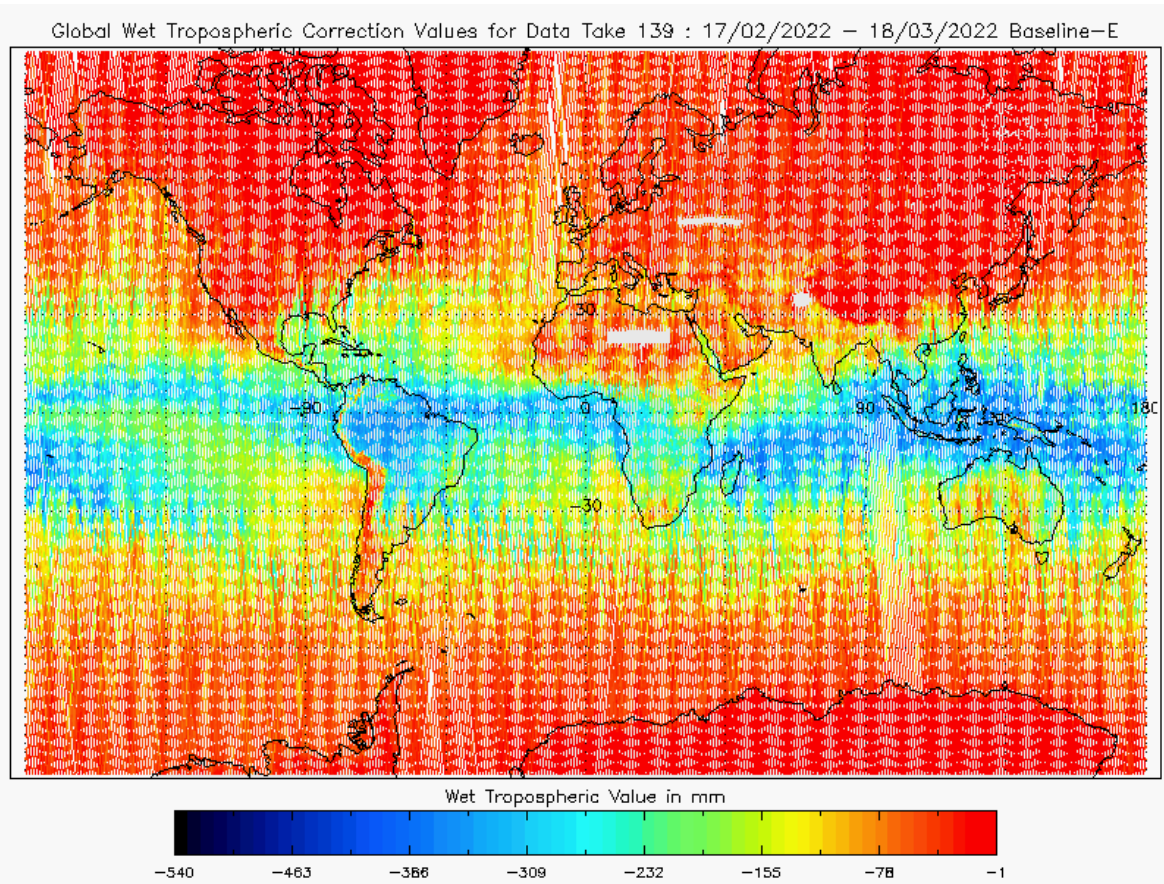 Global Wet Tropospheric Correction Values for Data Take 139 : 17/02/2022 – 18/03/2022 Baseline–E
30
–90 0 90 180
–30
Wet Tropospheric Value in mm
–540 –463 –386 –309 –232 –155 –78 –1